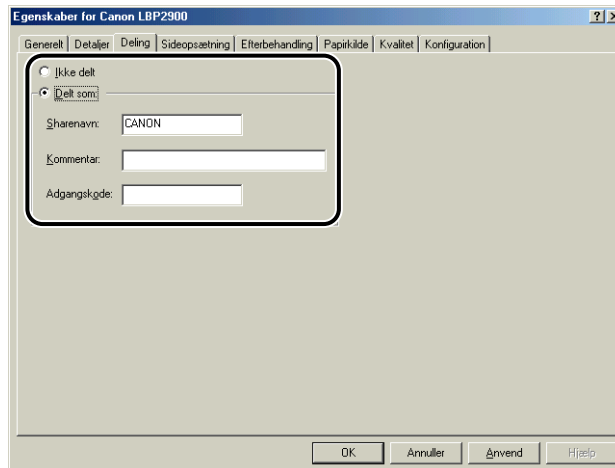 Egenskaber for Canon LBP2900
Generelt Detaljer Deling Sideopsætning Efterbehandling Papirkilde Kvalitet Konfiguration
Ikke delt
Delt som:
Sharenavn: CANON
Kommentar:
Adgangskode:
OK Annuller Anvend Hjælp